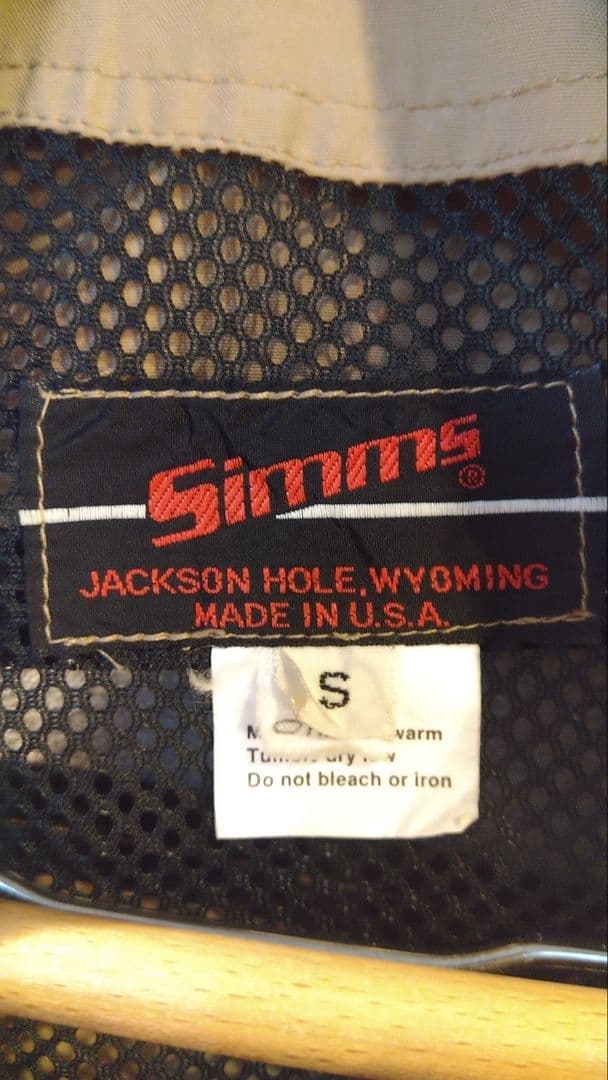 Simms®
JACKSON HOLE, WYOMING
MADE IN U.S.A.
S
warm
Do not bleach or iron